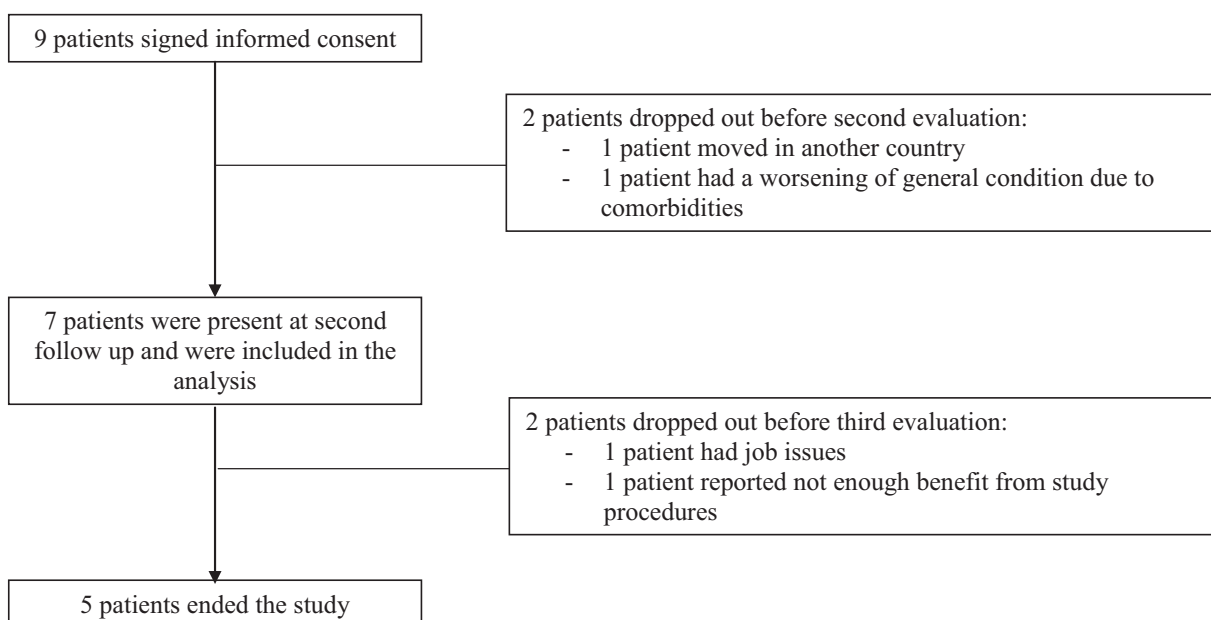 9 patients signed informed consent
2 patients dropped out before second evaluation:
- 1 patient moved in another country
- 1 patient had a worsening of general condition due to
comorbidities
7 patients were present at second
follow up and were included in the
analysis
2 patients dropped out before third evaluation:
- 1 patient had job issues
- 1 patient reported not enough benefit from study
procedures
5 patients ended the study